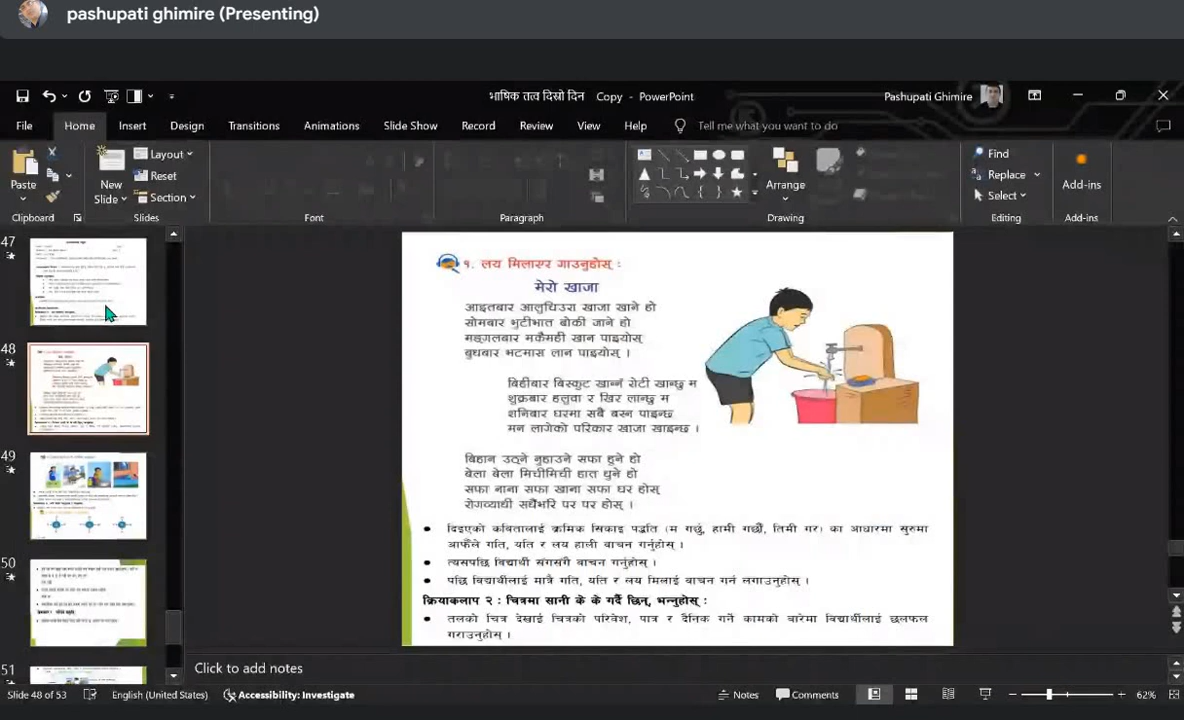 pashupati ghimire (Presenting)
भाषिक तत्व दिस्रो दिन Copy - PowerPoint
Pashupati Ghimire
File Home Insert Design Transitions Animations Slide Show Record Review View Help Tell me what you want to do
Paste
New Slide
Layout
Reset
Section
Arrange
Find
Replace
Select
Add-ins
Clipboard Slides Font Paragraph Drawing Editing Add-ins
47
48
49
50
51
१. लय मिलाएर गाउनुहोस् :
मेरो खाजा
आइतबार आलुचिउरा खाजा खाने हो
सोमबार भुटीभात बोकी जाने हो
मङ्गलबार मकैमही खान पाइयोस्
बुधबार भटमास लान पाइयोस् ।
बिहीबार बिस्कुट खान्नँ रोटी खान्छु म
शुक्रबार हलुवा र खिर लान्छु म
शनिबार घरमा सबै बस्न पाइन्छ
मन लागेको परिकार खाजा खाइन्छ ।
बिहान उठ्ने नुहाउने सफा हुने हो
बेला बेला मिचीमिची हात धुने हो
सफा नाना सफा खाना सफा घर होस्
रोगव्याधी सधैँभरि पर पर होस् ।
दिइएको कवितालाई क्रमिक सिकाइ पद्धति (म गर्छु, हामी गर्छौं, तिमी गर) का आधारमा सुरुमा
आफैँले गति, यति र लय हाली वाचन गर्नुहोस् ।
त्यसपछि विद्यार्थी सँगसँगै वाचन गर्नुहोस् ।
पछि विद्यार्थीलाई मात्रै गति, यति र लय मिलाई वाचन गर्न लगाउनुहोस् ।
क्रियाकलाप २ : चित्रमा सानी के के गर्दै छिन्, भन्नुहोस् :
तलको चित्र देखाई चित्रको परिवेश, पात्र र दैनिक गर्ने कामको बारेमा विद्यार्थीलाई छलफल
गराउनुहोस् ।
Click to add notes
Slide 48 of 53 English (United States) Accessibility: Investigate Notes Comments 62%